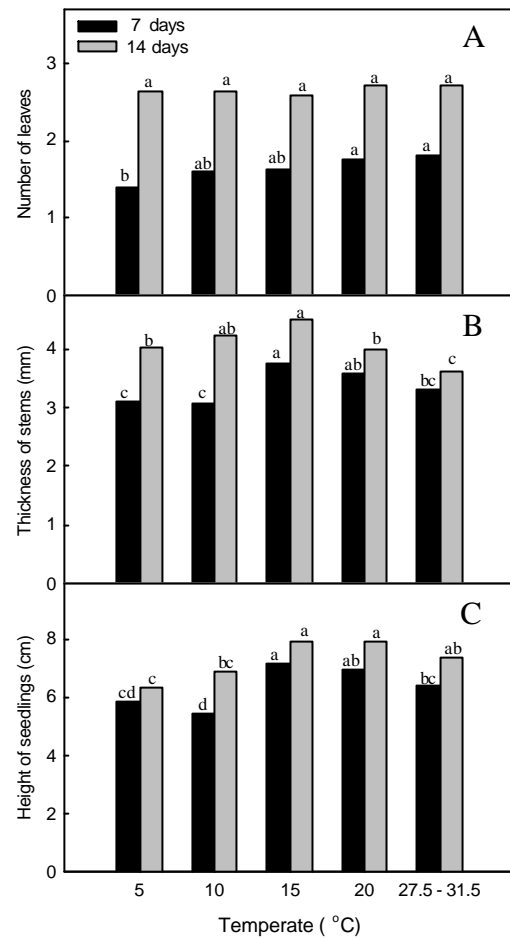 7 days
14 days
A
Number of leaves
3
2
1
0
b a ab a ab a a a a a
B
Thickness of stems (mm)
4
3
2
1
0
c b c ab a a ab b bc c
C
Height of seedlings (cm)
8
6
4
2
0
cd c d bc a a ab a bc ab
5 10 15 20 27.5 - 31.5
Temperate ( °C)